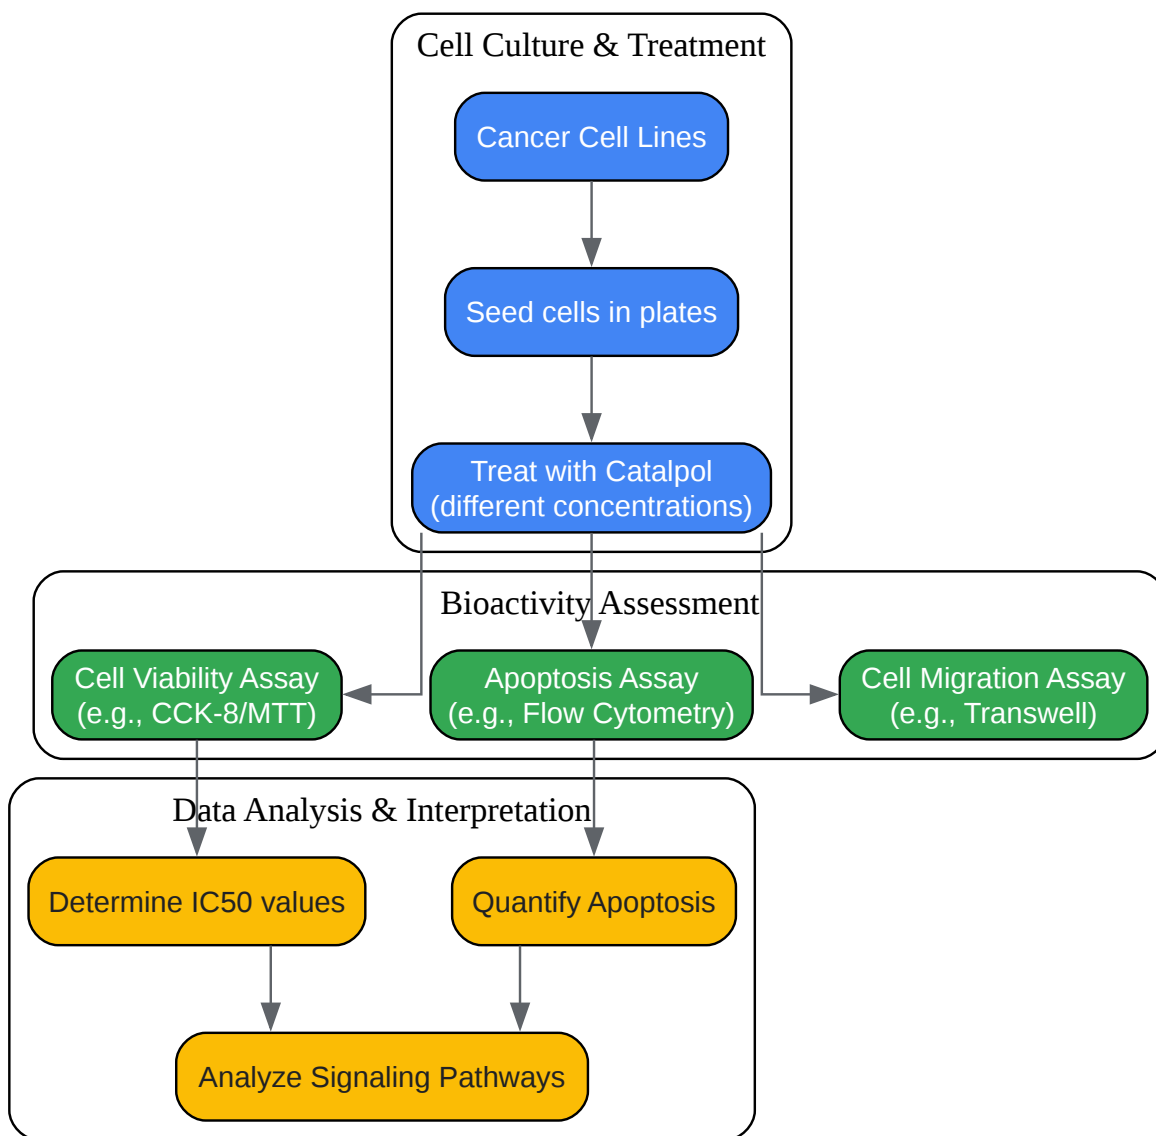 Cell Culture & Treatment
Cancer Cell Lines
Seed cells in plates
Treat with Catalpol
(different concentrations)
Bioactivity Assessment
Cell Viability Assay
(e.g., CCK-8/MTT)
Apoptosis Assay
(e.g., Flow Cytometry)
Cell Migration Assay
(e.g., Transwell)
Data Analysis & Interpretation
Determine IC50 values
Quantify Apoptosis
Analyze Signaling Pathways